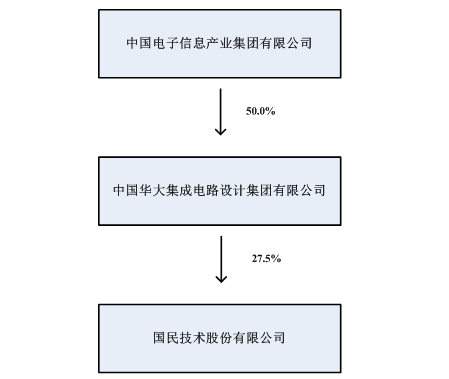 中国电子信息产业集团有限公司
50.0%
中国华大集成电路设计集团有限公司
27.5%
国民技术股份有限公司